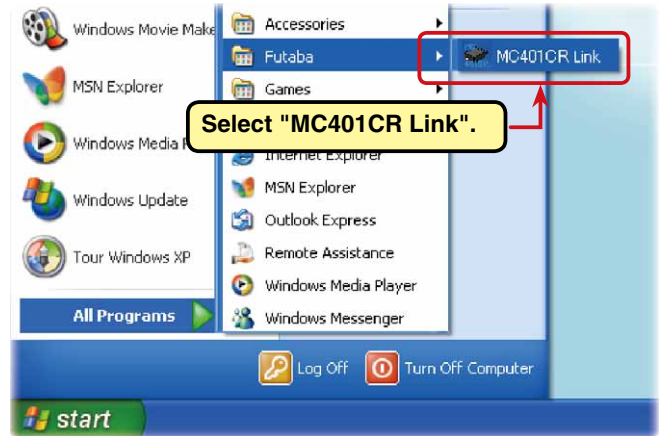 Windows Movie Make
MSN Explorer
Windows Media P
Windows Update
Tour Windows XP
All Programs
Accessories
Futaba
Games
Internet Explorer
MSN Explorer
Outlook Express
Remote Assistance
Windows Media Player
Windows Messenger
MC401CR Link
Select "MC401CR Link".
Log Off
Turn Off Computer
start